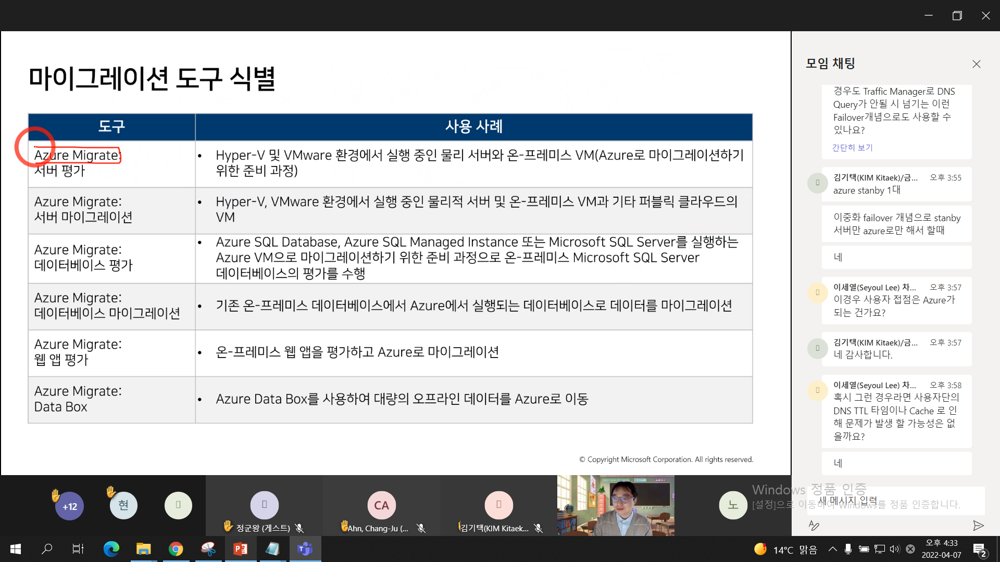 마이그레이션 도구 식별
도구
사용 사례
Azure Migrate:
서버 평가
• Hyper-V 및 VMware 환경에서 실행 중인 물리 서버와 온-프레미스 VM(Azure로 마이그레이션하기
위한 준비 과정)
Azure Migrate:
서버 마이그레이션
• Hyper-V, VMware 환경에서 실행 중인 물리적 서버 및 온-프레미스 VM과 기타 퍼블릭 클라우드의
VM
Azure Migrate:
데이터베이스 평가
• Azure SQL Database, Azure SQL Managed Instance 또는 Microsoft SQL Server를 실행하는
Azure VM으로 마이그레이션하기 위한 준비 과정으로 온-프레미스 Microsoft SQL Server
데이터베이스의 평가를 수행
Azure Migrate:
데이터베이스 마이그레이션
• 기존 온-프레미스 데이터베이스에서 Azure에서 실행되는 데이터베이스로 데이터를 마이그레이션
Azure Migrate:
웹 앱 평가
• 온-프레미스 웹 앱을 평가하고 Azure로 마이그레이션
Azure Migrate:
Data Box
• Azure Data Box를 사용하여 대량의 오프라인 데이터를 Azure로 이동
© Copyright Microsoft Corporation. All rights reserved.
모임 채팅
경우도 Traffic Manager로 DNS
Query가 안될 시 넘기는 이런
Failover개념으로도 사용할 수
있나요?
간단히 보기
김기택(KIM Kitaek)/금... 오후 3:55
azure stanby 1대
이중화 failover 개념으로 stanby
서버만 azure로만 해서 할때
네
이세열(Seyoul Lee) 차... 오후 3:57
이경우 사용자 접점은 Azure가
되는 건가요?
김기택(KIM Kitaek)/금... 오후 3:57
네 감사합니다.
이세열(Seyoul Lee) 차... 오후 3:58
혹시 그런 경우라면 사용자단의
DNS TTL 타임이나 Cache 로 인
해 문제가 발생 할 가능성은 없
을까요?
네
Windows 정품 인증
[설정]으로 이동하여 Windows를 정품 인증합니다.
새 메시지 입력
+12
현
CA
노
정군왕 (게스트)
Ahn, Chang-Ju (...
김기택(KIM Kitaek...
14°C 맑음
오후 4:33
2022-04-07
2